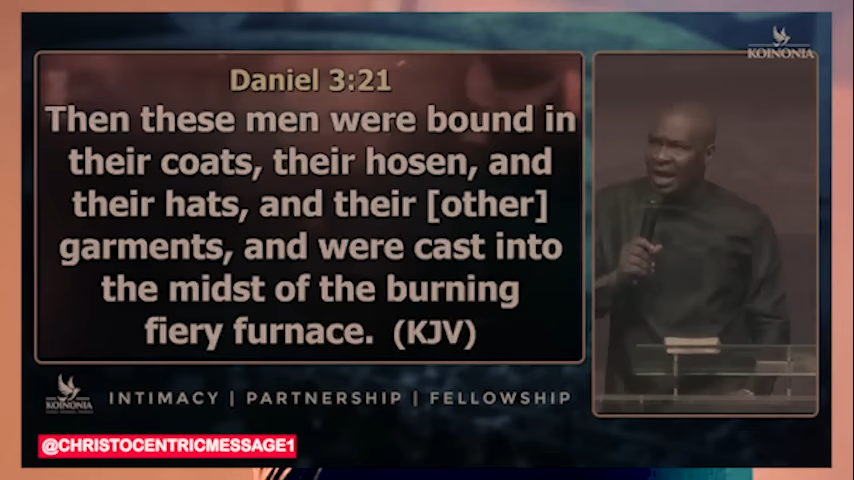 KOINONIA
Daniel 3:21
Then these men were bound in
their coats, their hosen, and
their hats, and their [other]
garments, and were cast into
the midst of the burning
fiery furnace. (KJV)
KOINONIA
INTIMACY | PARTNERSHIP | FELLOWSHIP
@CHRISTOCENTRICMESSAGE1